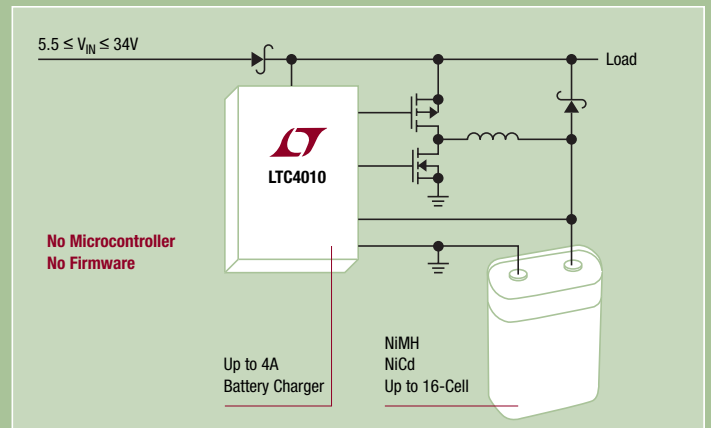 5.5 ≤ VIN ≤ 34V
Load
LTC4010
No Microcontroller
No Firmware
Up to 4A
Battery Charger
NiMH
NiCd
Up to 16-Cell